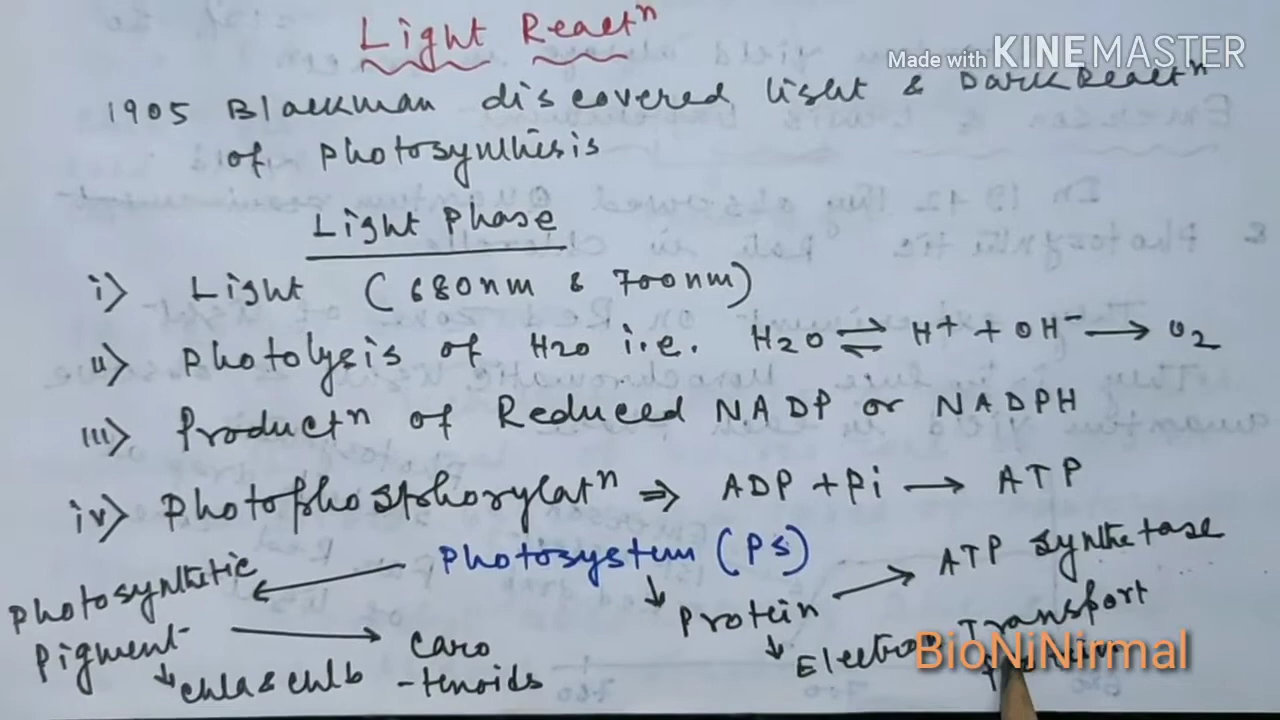 Light Reactⁿ
Made with KINEMASTER
1905 Blackman discovered light & Dark Reactⁿ
of Photosynthesis
Light Phase
i) Light (680nm & 700nm)
ii) Photolysis of H2O i.e. H2O ⇌ H⁺ + OH⁻ → O2
iii) Productⁿ of Reduced NADP or NADPH
iv) Photophosphorylatⁿ ⇒ ADP + Pi → ATP
Photosystem (PS)
Photosynthetic
Pigment
chla & chlb
caro
-tenoids
Protein
ATP Synthetase
Electron Transport
BioNiNirmal